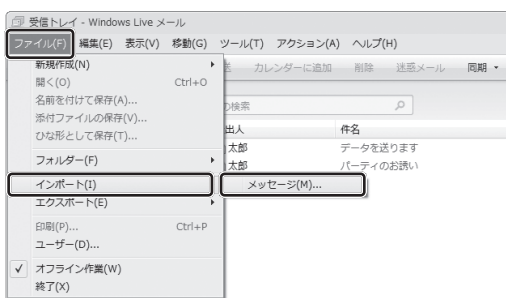 受信トレイ - Windows Live メール
ファイル(F) 編集(E) 表示(V) 移動(G) ツール(T) アクション(A) ヘルプ(H)
新規作成(N)
カレンダーに追加 削除 迷惑メール 同期
開く(O) Ctrl+O
名前を付けて保存(A)...
の検索
添付ファイルの保存(V)...
ひな形として保存(T)...
出人 件名
太郎 データを送ります
フォルダー(F)
太郎 パーティのお誘い
インポート(I) メッセージ(M)...
エクスポート(E)
印刷(P)... Ctrl+P
ユーザー(D)...
オフライン作業(W)
終了(X)